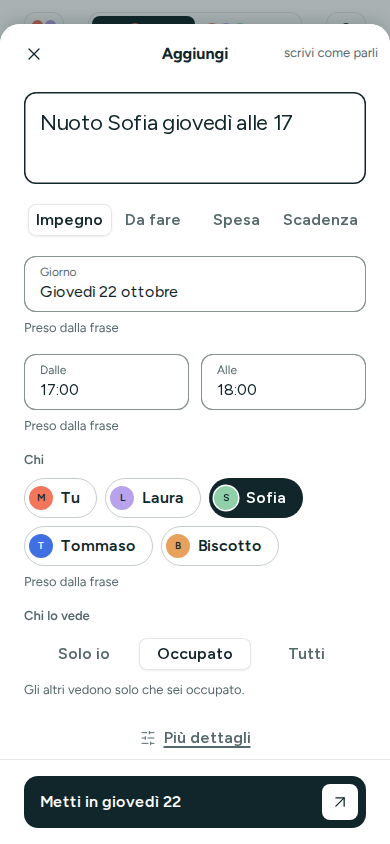 Aggiungi
scrivi come parli
Nuoto Sofia giovedì alle 17
Impegno Da fare Spesa Scadenza
Giorno
Giovedì 22 ottobre
Preso dalla frase
Dalle Alle
17:00 18:00
Preso dalla frase
Chi
M Tu L Laura S Sofia
T Tommaso B Biscotto
Preso dalla frase
Chi lo vede
Solo io Occupato Tutti
Gli altri vedono solo che sei occupato.
Più dettagli
Metti in giovedì 22